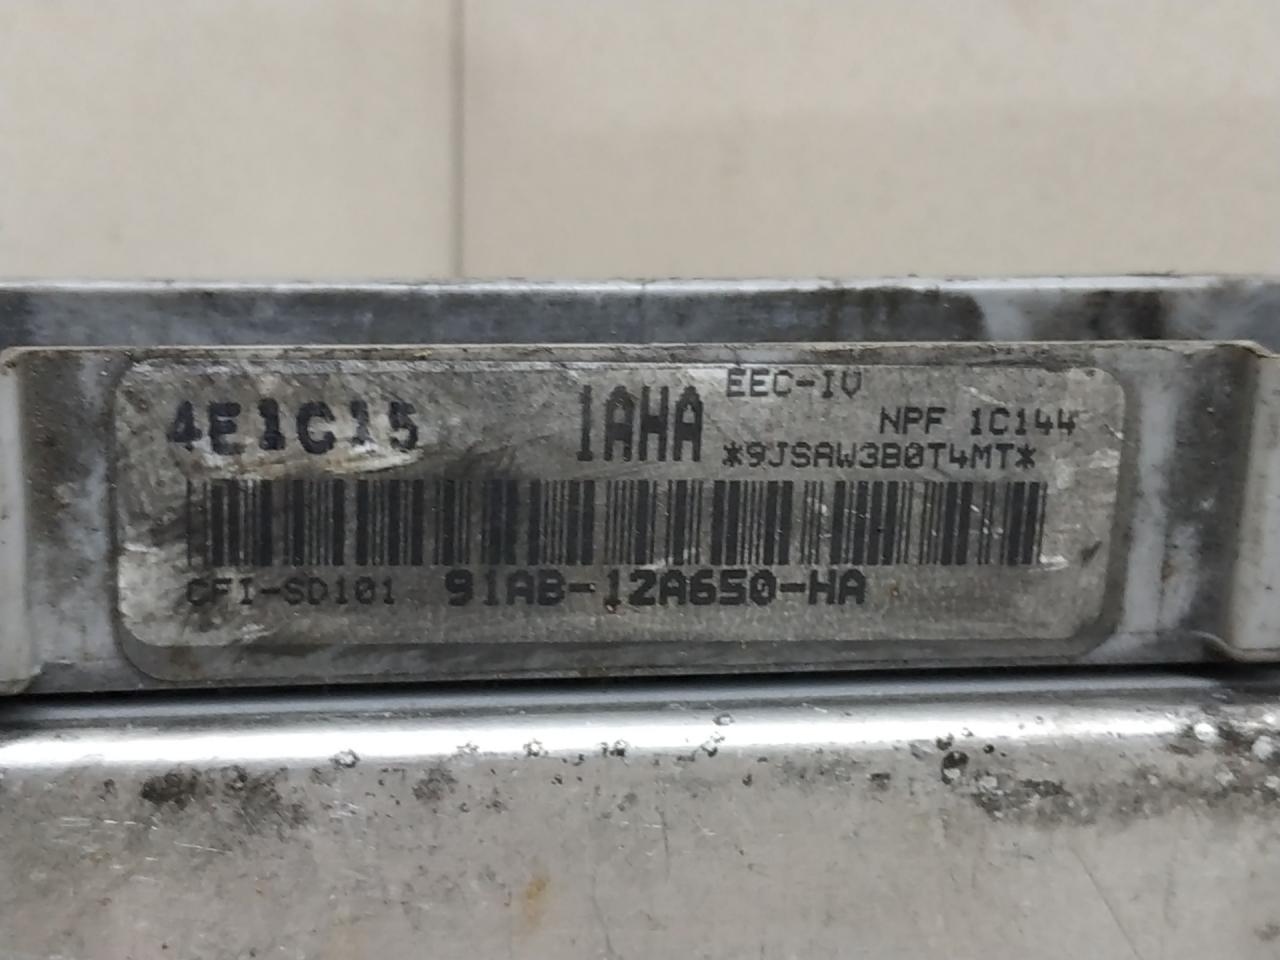 EEC-IV
4E1C15 1AHA NPF 1C144
*9JSAW3B0T4MT*
CFI-SD101 91AB-12A650-HA